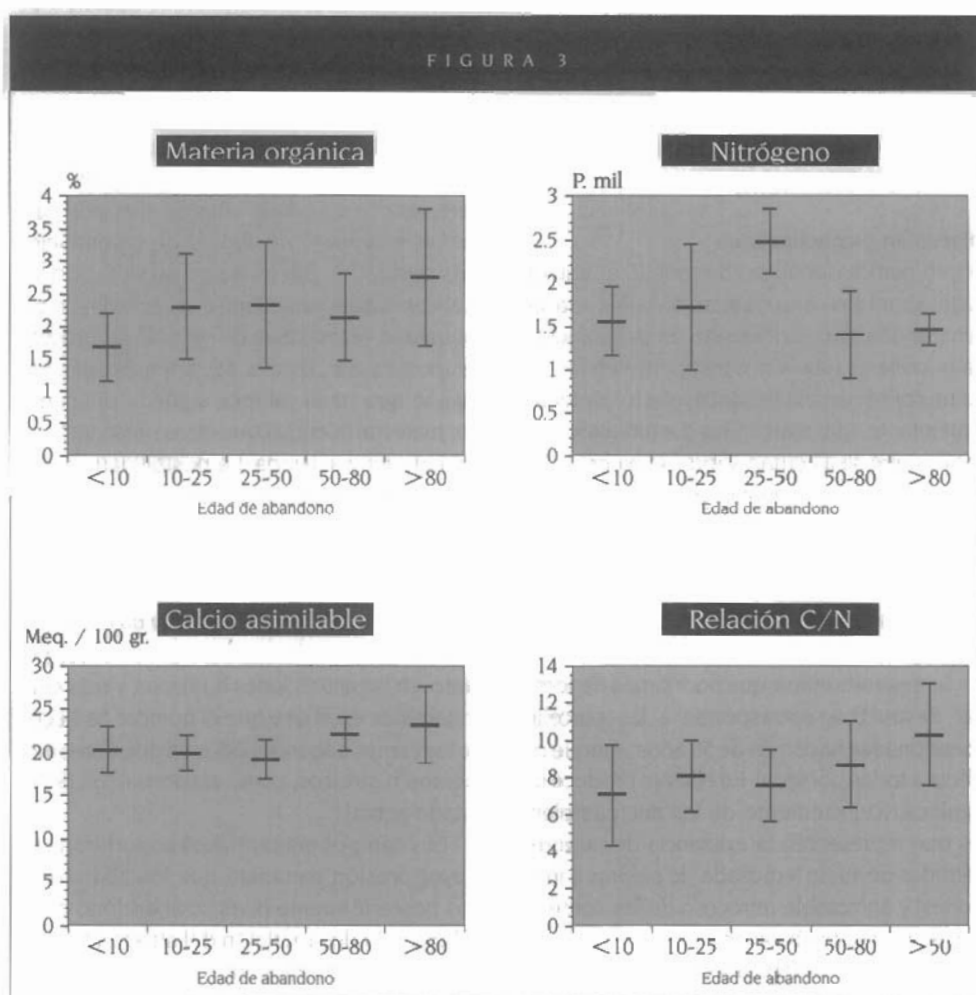 FIGURA 3
Materia orgánica
%
4
3.5
3
2.5
2
1.5
1
0.5
0
<10 10-25 25-50 50-80 >80
Edad de abandono
Nitrógeno
P. mil
3
2.5
2
1.5
1
0.5
0
<10 10-25 25-50 50-80 >80
Edad de abandono
Calcio asimilable
Meq. / 100 gr.
30
25
20
15
10
5
0
<10 10-25 25-50 50-80 >80
Edad de abandono
Relación C/N
14
12
10
8
6
4
2
0
<10 10-25 25-50 50-80 >50
Edad de abandono